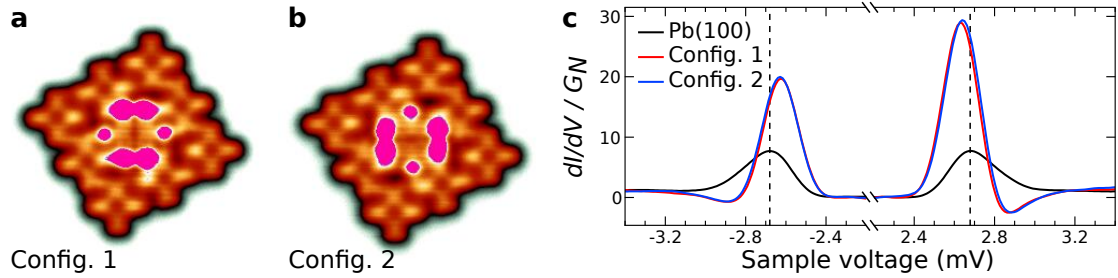 a
Config. 1
b
Config. 2
c
dI/dV / GN
30
20
10
0
Pb(100)
Config. 1
Config. 2
-3.2
-2.8
-2.4
2.4
2.8
3.2
Sample voltage (mV)